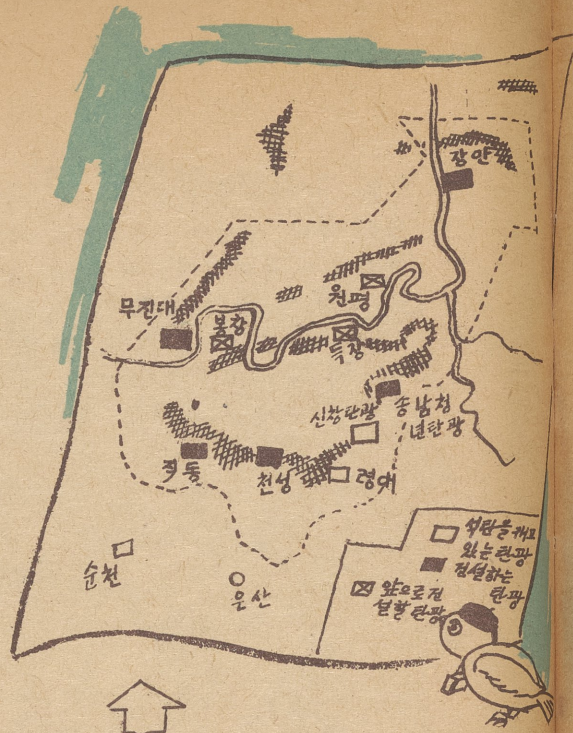 장안
무진대
원평
봉창
득장
신창탄광
송남청
년탄광
직동
천성
령대
순천
은산
석탄을 캐고
있는 탄광
건설하는
탄광
앞으로 건
설할 탄광